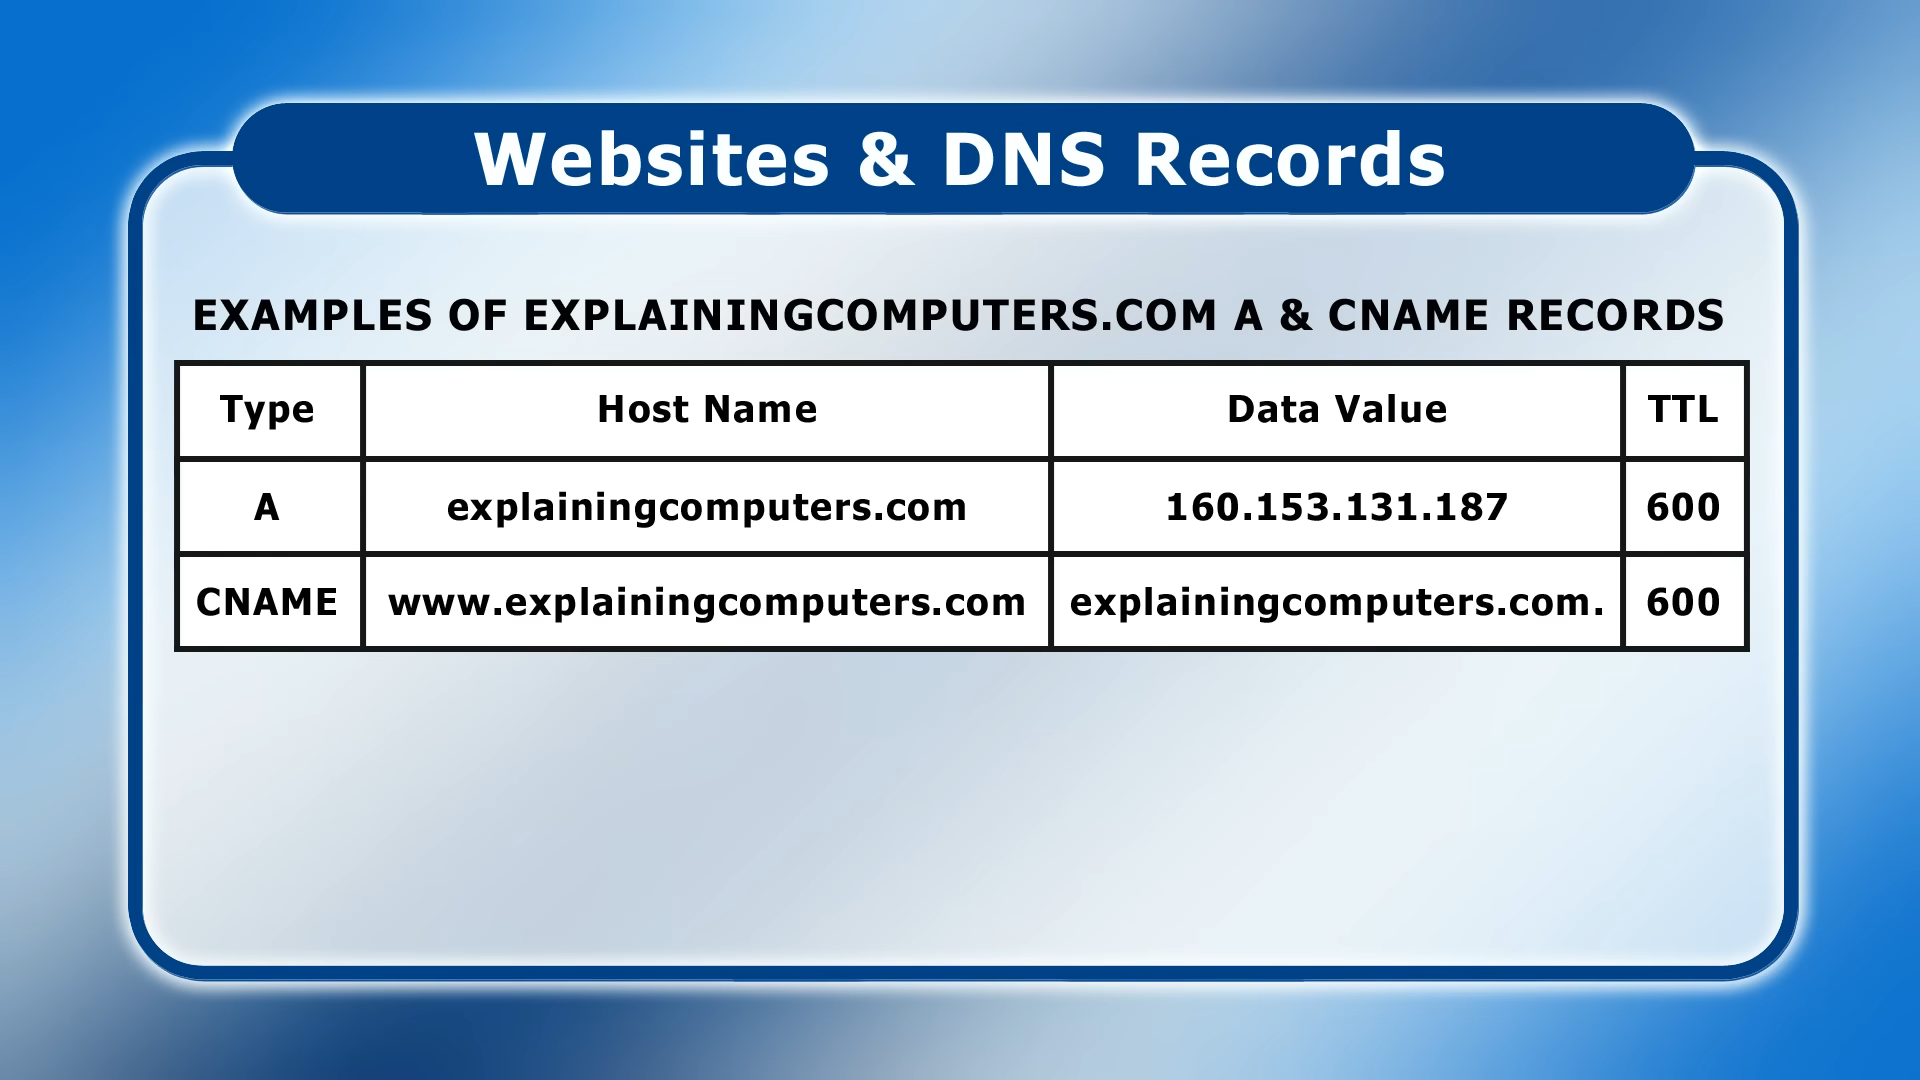 Websites & DNS Records
EXAMPLES OF EXPLAININGCOMPUTERS.COM A & CNAME RECORDS
Type Host Name Data Value TTL
A explainingcomputers.com 160.153.131.187 600
CNAME www.explainingcomputers.com explainingcomputers.com. 600